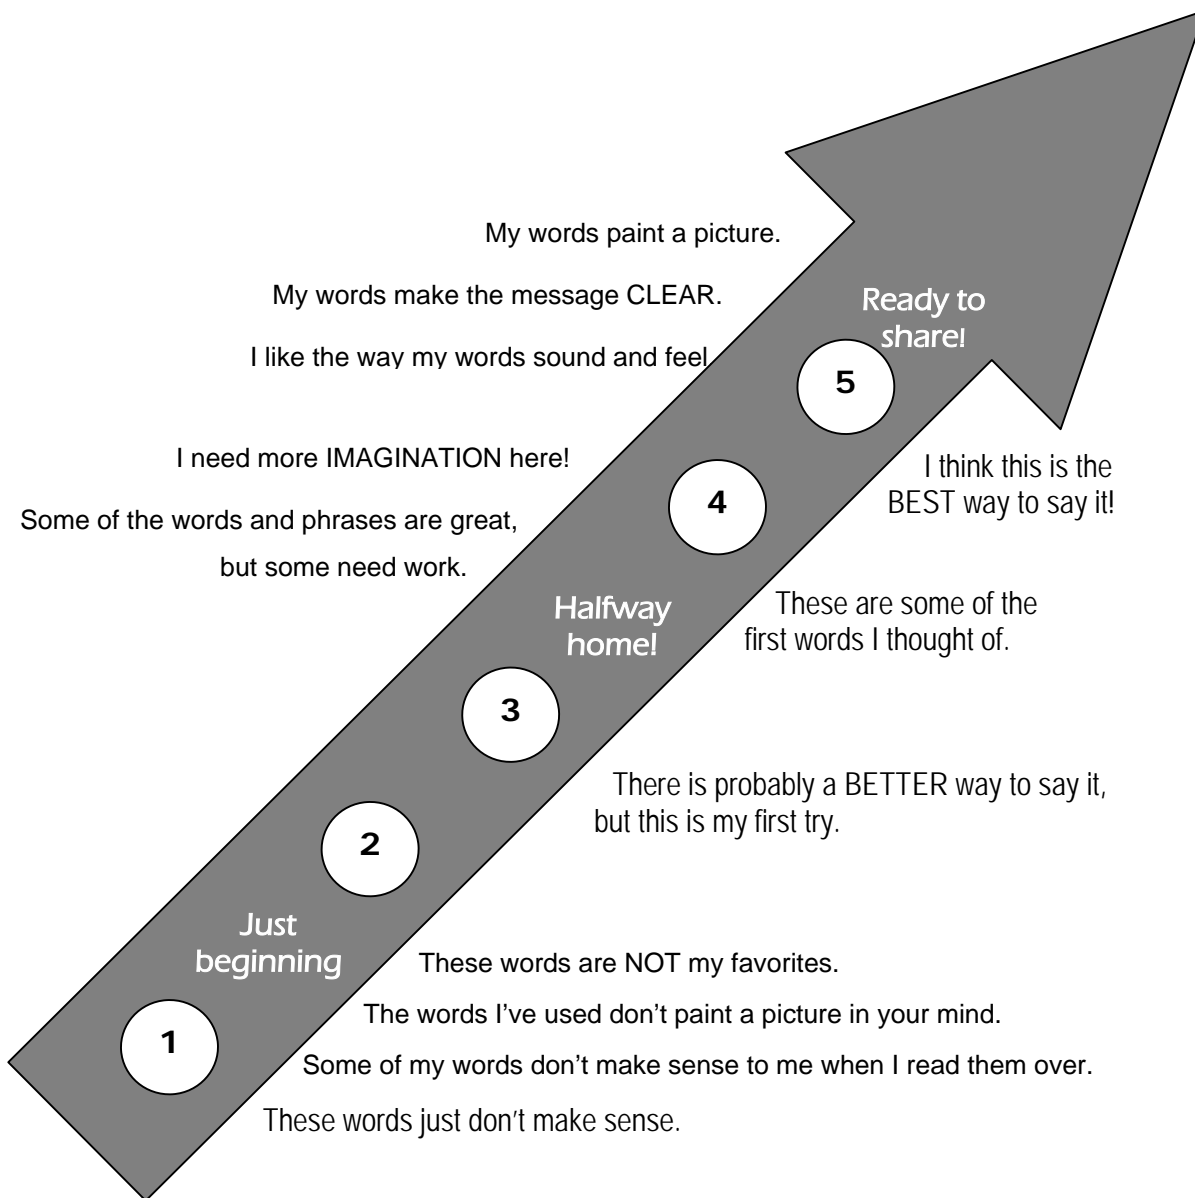 My words paint a picture.
My words make the message CLEAR.
I like the way my words sound and feel
Ready to
share!
5
I need more IMAGINATION here!
Some of the words and phrases are great,
but some need work.
I think this is the
BEST way to say it!
4
These are some of the
first words I thought of.
Halfway
home!
3
There is probably a BETTER way to say it,
but this is my first try.
2
Just
beginning
These words are NOT my favorites.
The words I've used don't paint a picture in your mind.
Some of my words don't make sense to me when I read them over.
These words just don't make sense.
1